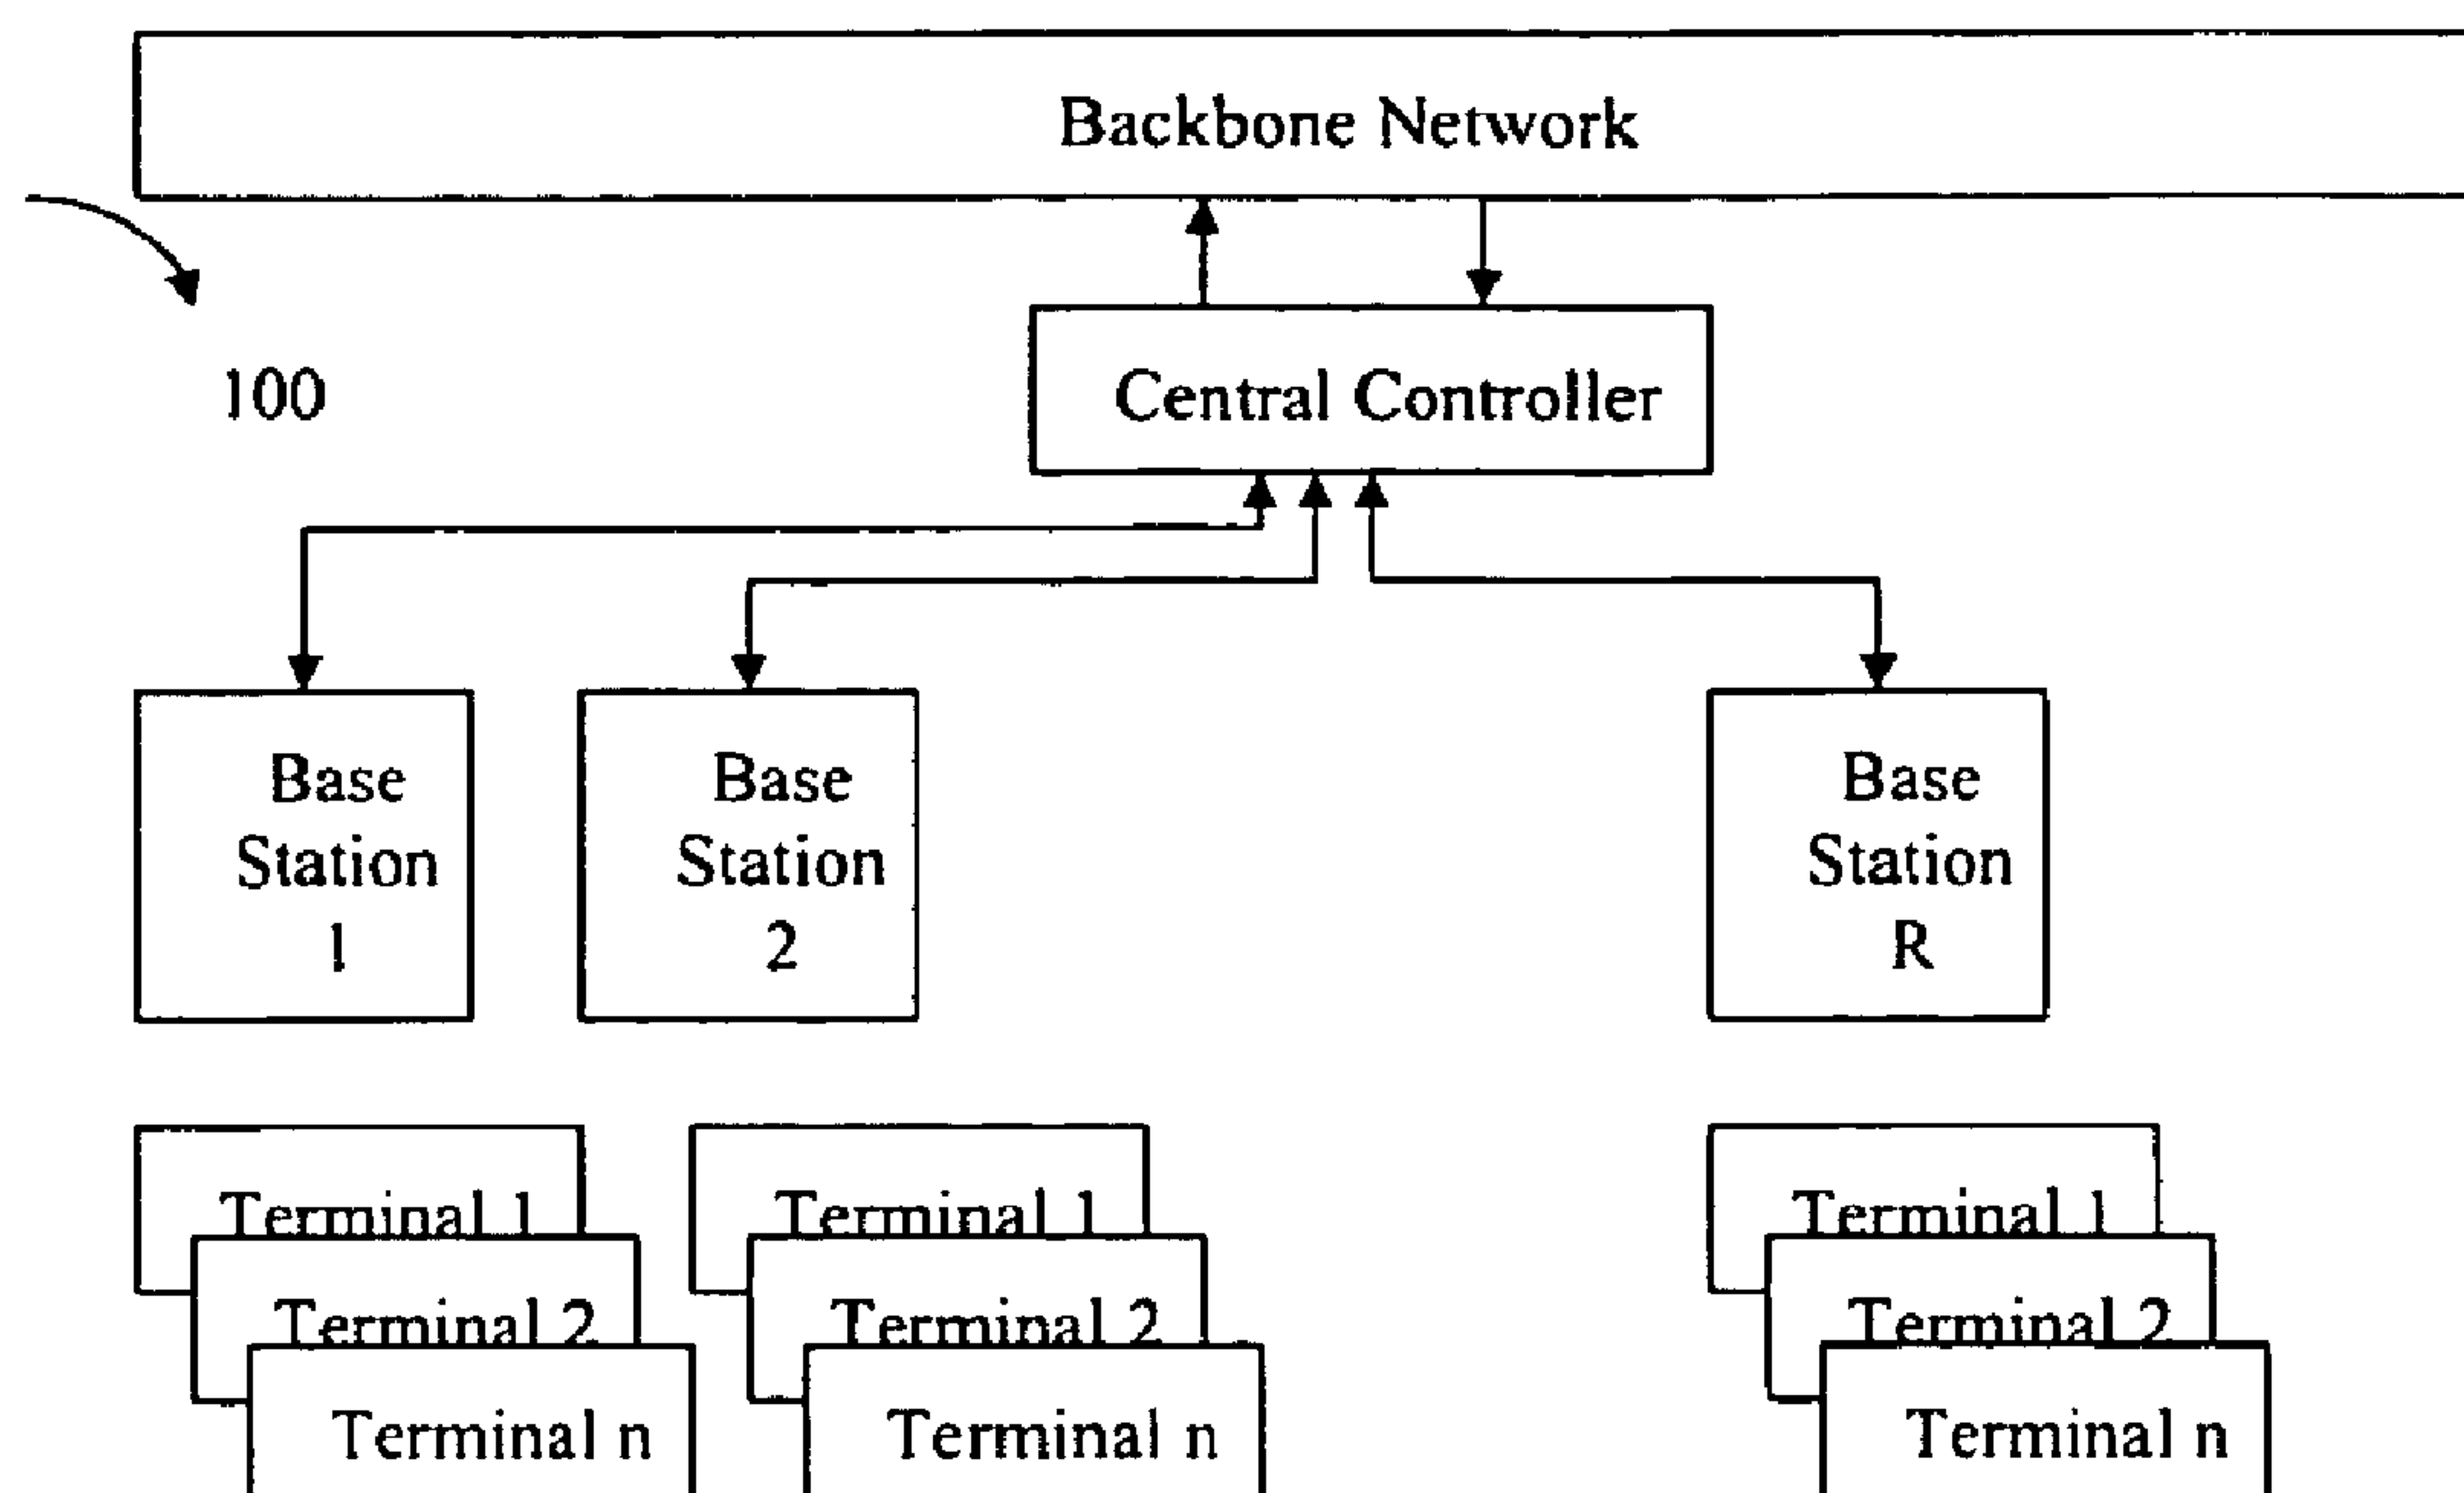 Backbone Network
100
Central Controller
Base
Station
1
Base
Station
2
Base
Station
R
Terminal 1
Terminal 2
Terminal n
Terminal 1
Terminal 2
Terminal n
Terminal 1
Terminal 2
Terminal n